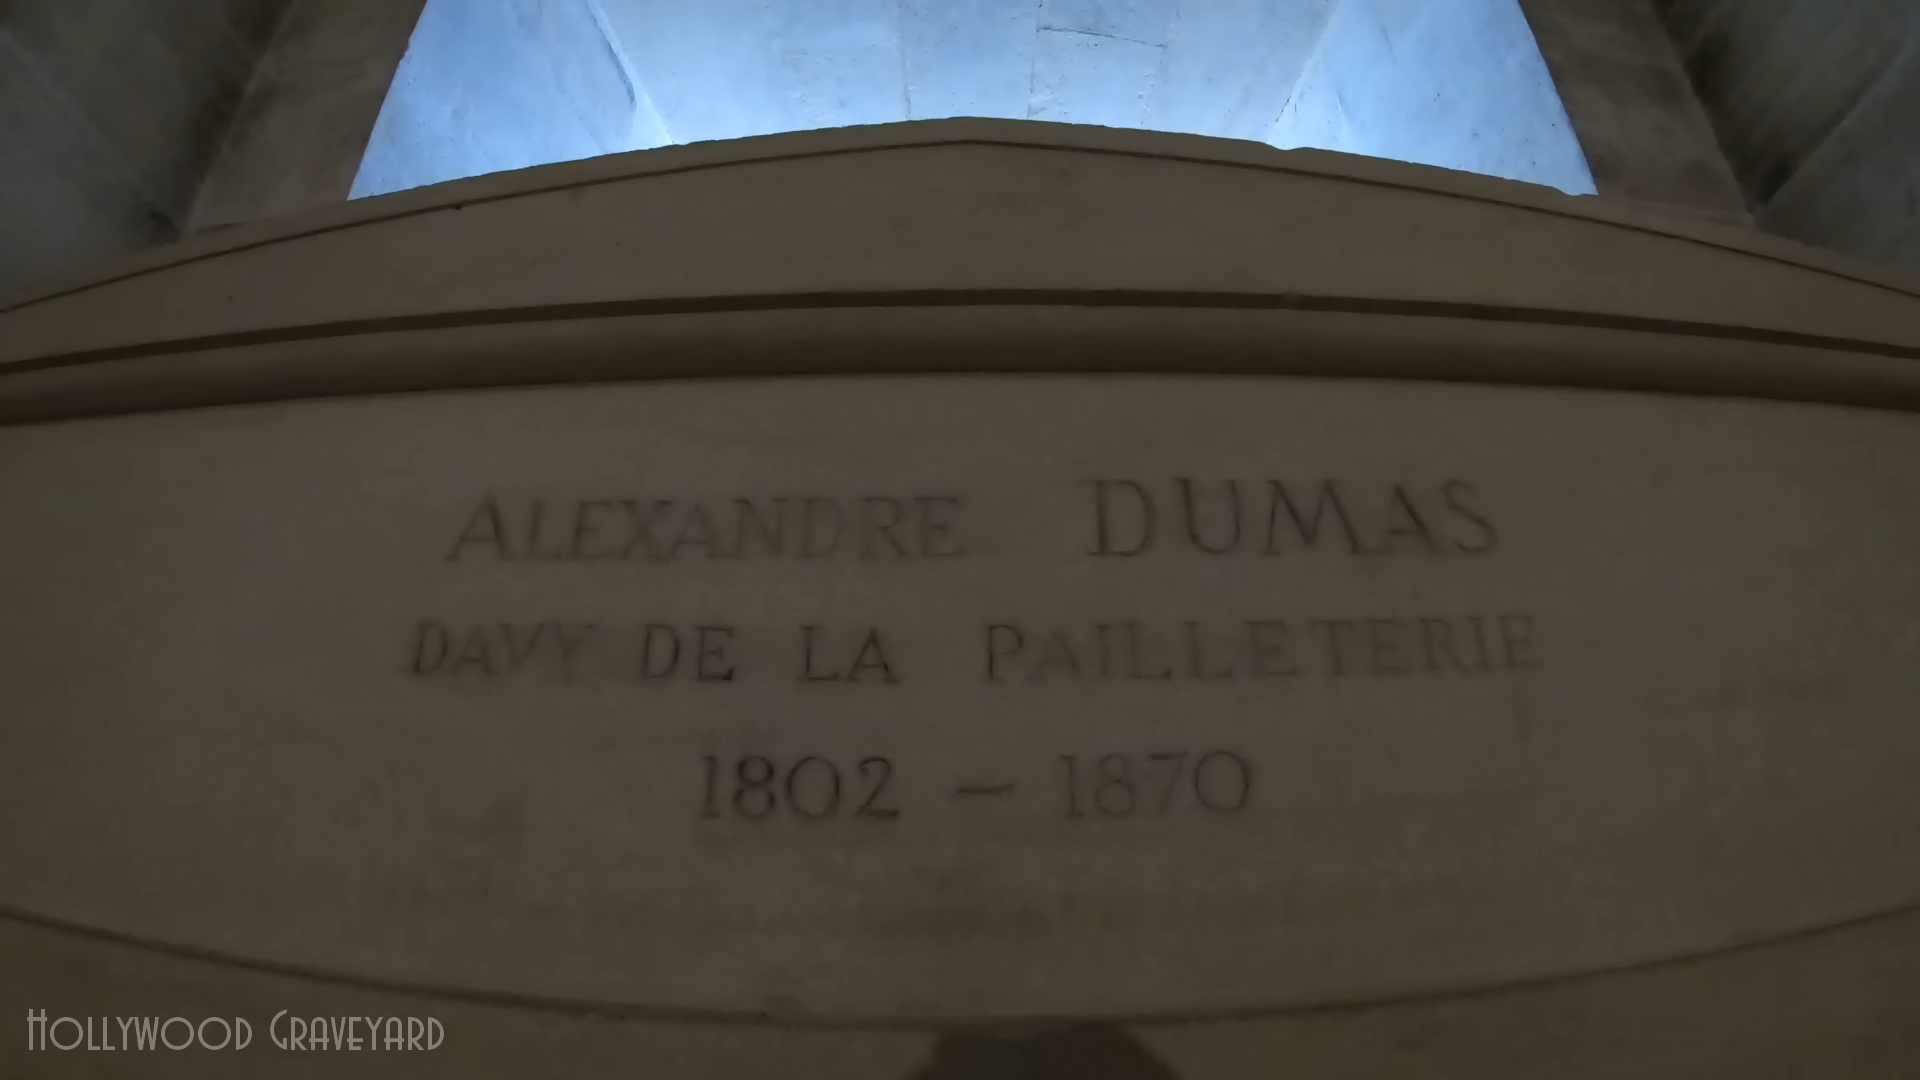 ALEXANDRE DUMAS
DAVY DE LA PAILLETERIE
1802 - 1870
HOLLYWOOD GRAVEYARD